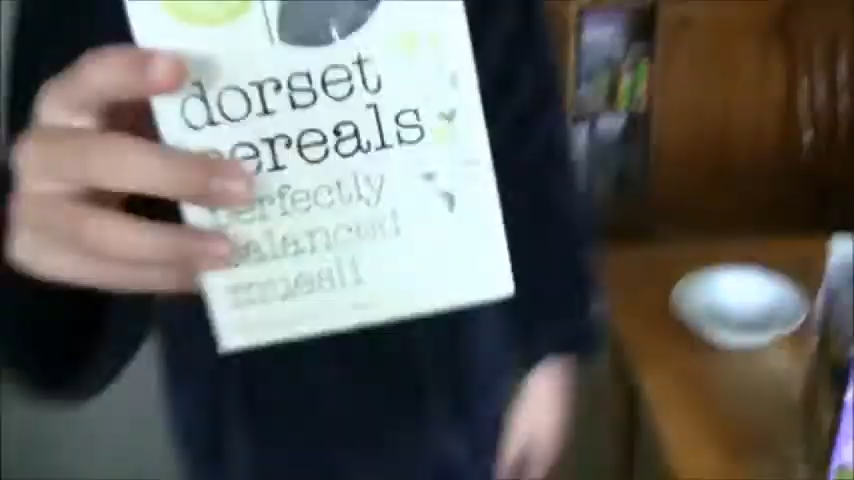 dorset
cereals
perfectly
balanced
muesli